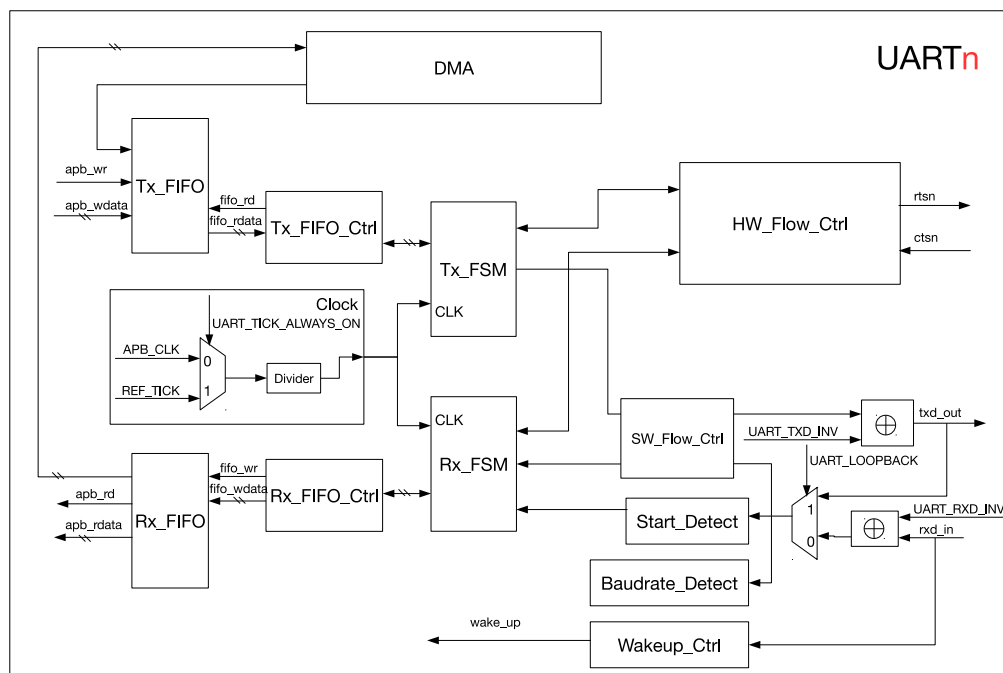 UARTn
DMA
apb_wr
Tx_FIFO
apb_wdata
fifo_rd
fifo_rdata
Tx_FIFO_Ctrl
Tx_FSM
CLK
HW_Flow_Ctrl
rtsn
ctsn
Clock
UART_TICK_ALWAYS_ON
APB_CLK
0
REF_TICK
1
Divider
CLK
Rx_FSM
SW_Flow_Ctrl
UART_TXD_INV
txd_out
UART_LOOPBACK
fifo_wr
fifo_wdata
Rx_FIFO_Ctrl
apb_rd
Rx_FIFO
apb_rdata
Start_Detect
1
0
UART_RXD_INV
rxd_in
Baudrate_Detect
wake_up
Wakeup_Ctrl